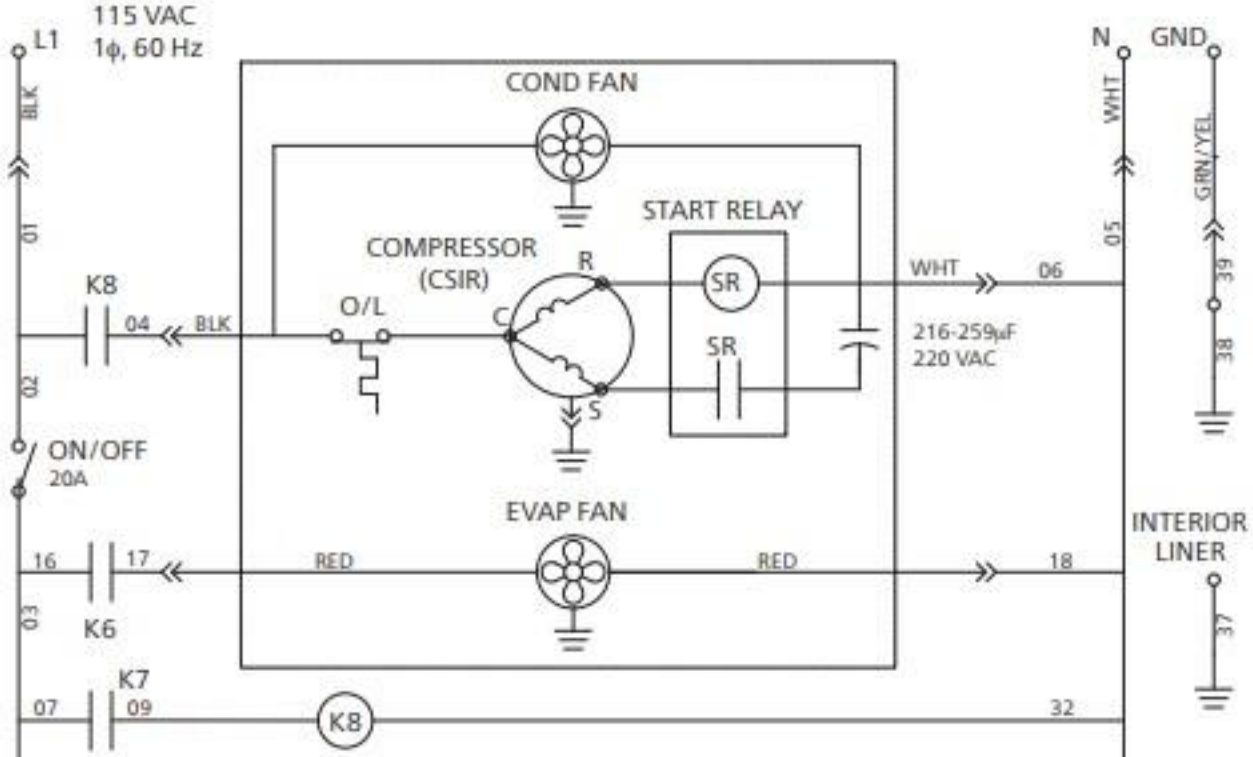 115 VAC
L1
1ϕ, 60 Hz
N
GND
BLK
WHT
GRN/YEL
COND FAN
START RELAY
01
05
39
COMPRESSOR
(CSIR)
R
SR
WHT
06
K8
O/L
C
04
BLK
SR
216-259µF
220 VAC
38
02
S
ON/OFF
20A
EVAP FAN
INTERIOR
LINER
16
17
RED
RED
18
03
K6
37
K7
07
09
K8
32